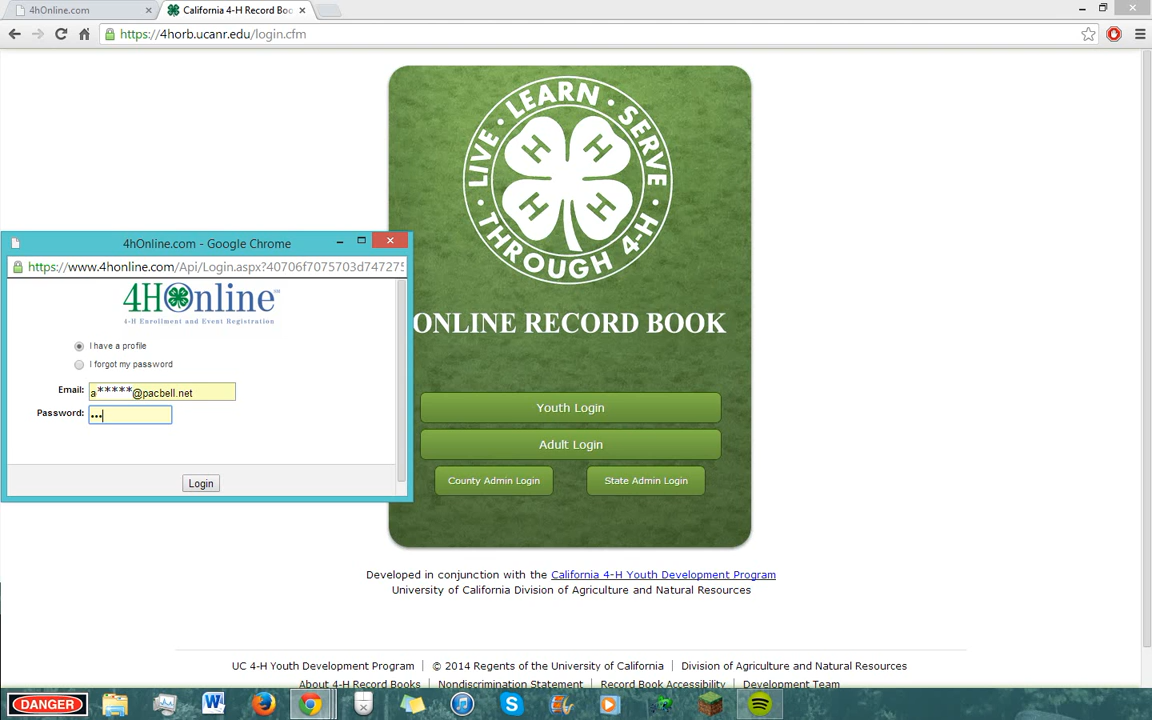 4hOnline.com
California 4-H Record Boo
https://4horb.ucanr.edu/login.cfm
LIVE • LEARN • SERVE
H H
H H
• THROUGH 4-H •
ONLINE RECORD BOOK
Youth Login
Adult Login
County Admin Login
State Admin Login
Developed in conjunction with the California 4-H Youth Development Program
University of California Division of Agriculture and Natural Resources
UC 4-H Youth Development Program | © 2014 Regents of the University of California | Division of Agriculture and Natural Resources
About 4-H Record Books | Nondiscrimination Statement | Record Book Accessibility | Development Team
4hOnline.com - Google Chrome
https://www.4honline.com/Api/Login.aspx?40706f7075703d747275
4HOnline
4-H Enrollment and Event Registration
I have a profile
I forgot my password
Email: a*****@pacbell.net
Password: •••
Login
DANGER
W